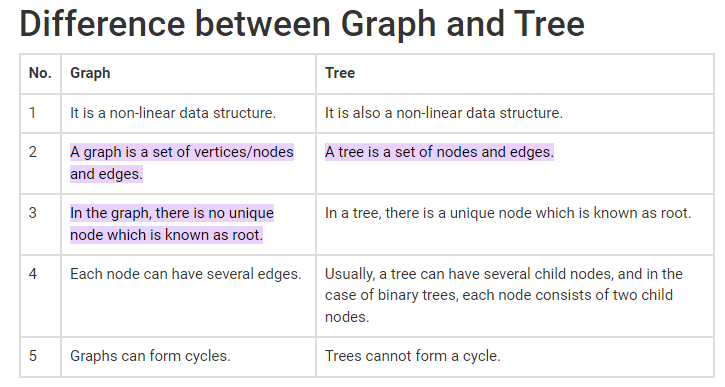 Difference between Graph and Tree
No. Graph Tree
1 It is a non-linear data structure. It is also a non-linear data structure.
2 A graph is a set of vertices/nodes A tree is a set of nodes and edges.
and edges.
3 In the graph, there is no unique In a tree, there is a unique node which is known as root.
node which is known as root.
4 Each node can have several edges. Usually, a tree can have several child nodes, and in the
case of binary trees, each node consists of two child
nodes.
5 Graphs can form cycles. Trees cannot form a cycle.